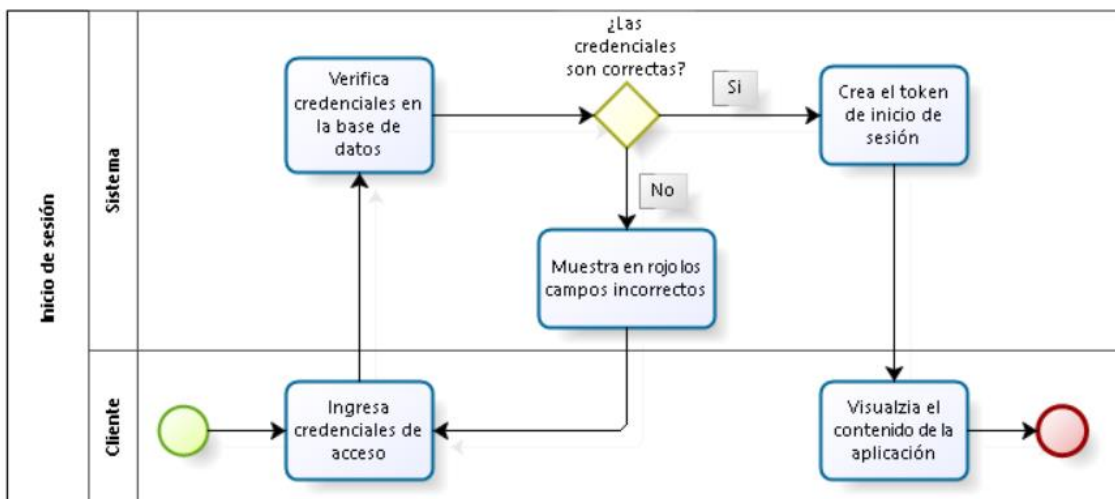 Inicio de sesión
Sistema
Verifica
credenciales en
la base de
datos
¿Las
credenciales
son correctas?
Si
Crea el token
de inicio de
sesión
No
Muestra en rojo los
campos incorrectos
Cliente
Ingresa
credenciales de
acceso
Visualzia el
contenido de la
aplicación